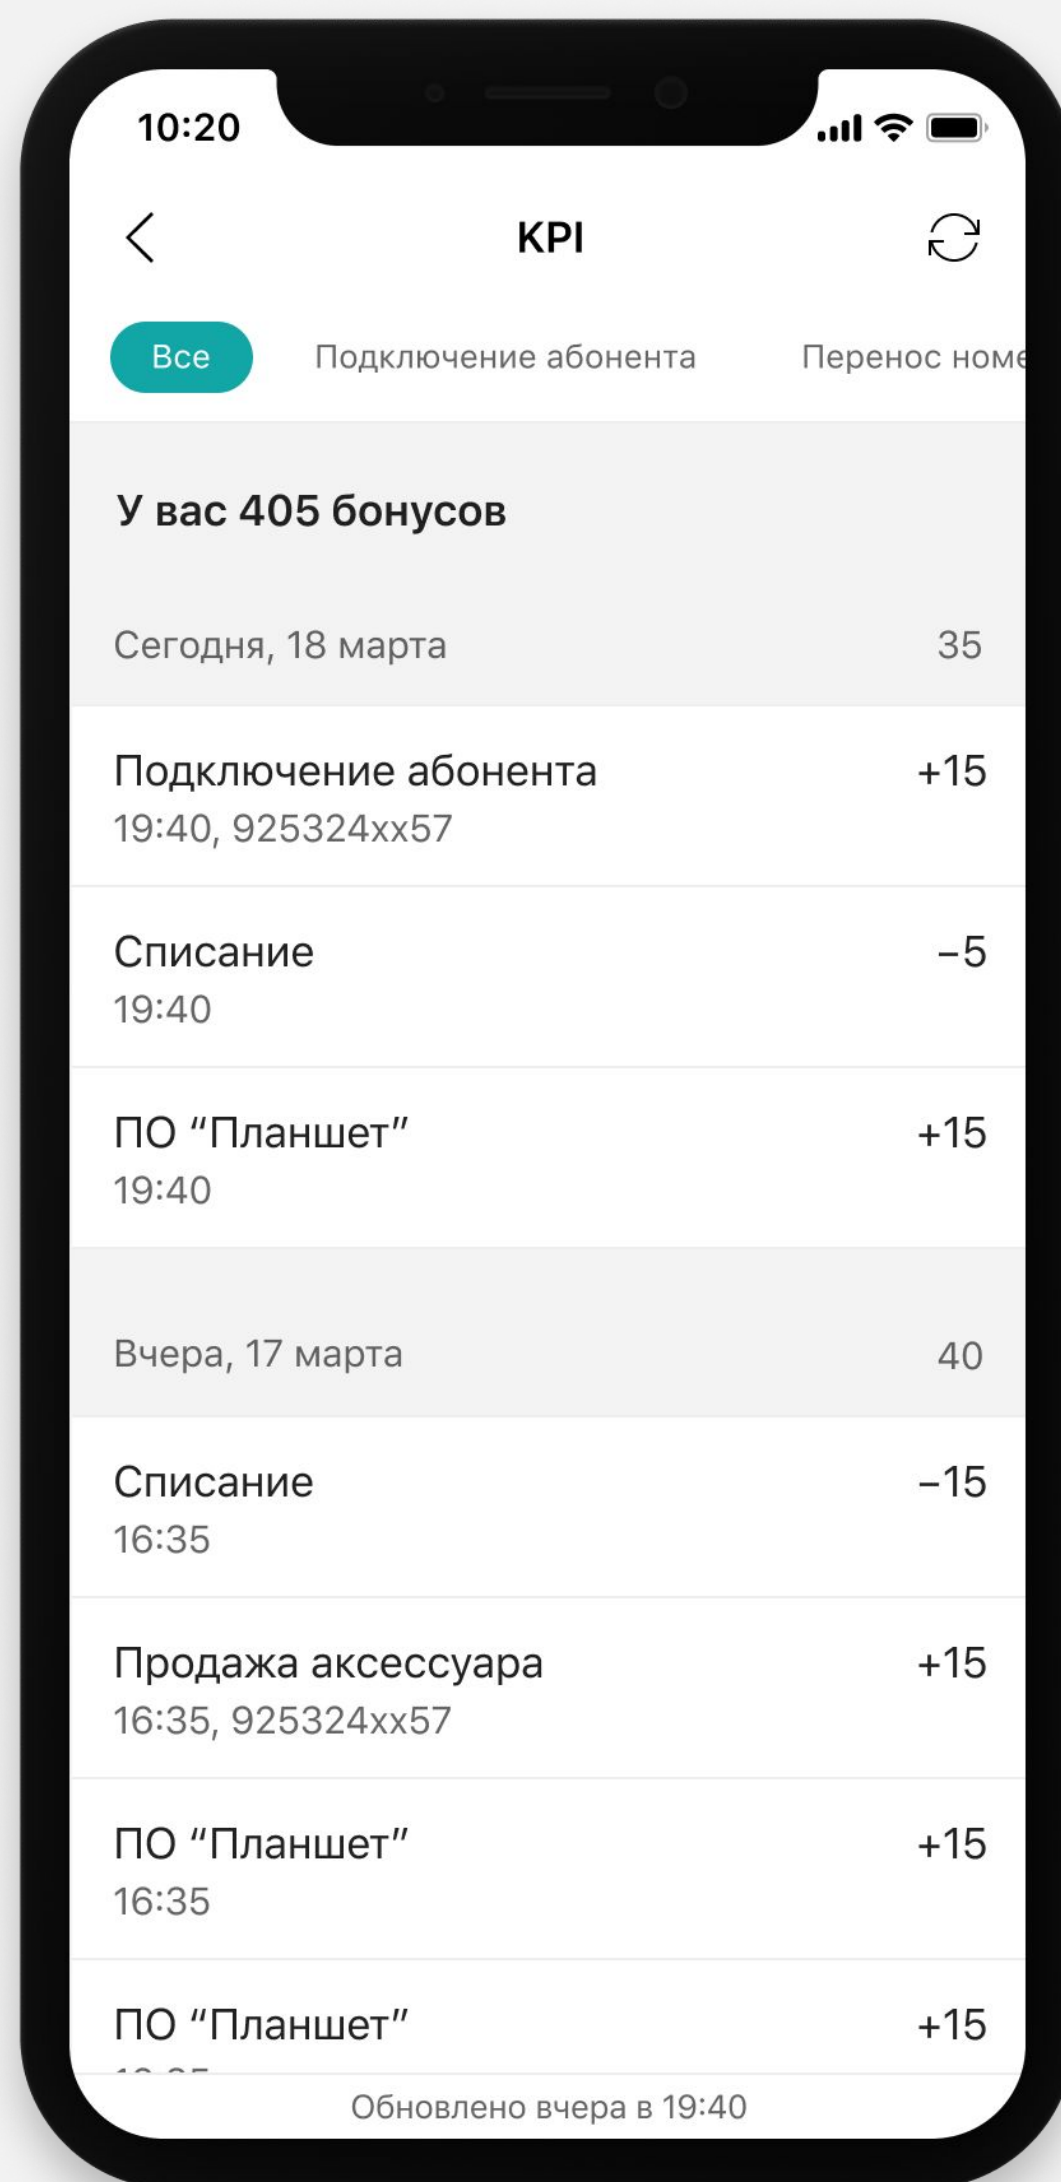 10:20
KPI
Все Подключение абонента Перенос номе
У вас 405 бонусов
Сегодня, 18 марта 35
Подключение абонента +15
19:40, 925324xx57
Списание –5
19:40
ПО “Планшет” +15
19:40
Вчера, 17 марта 40
Списание –15
16:35
Продажа аксессуара +15
16:35, 925324xx57
ПО “Планшет” +15
16:35
ПО “Планшет” +15
Обновлено вчера в 19:40